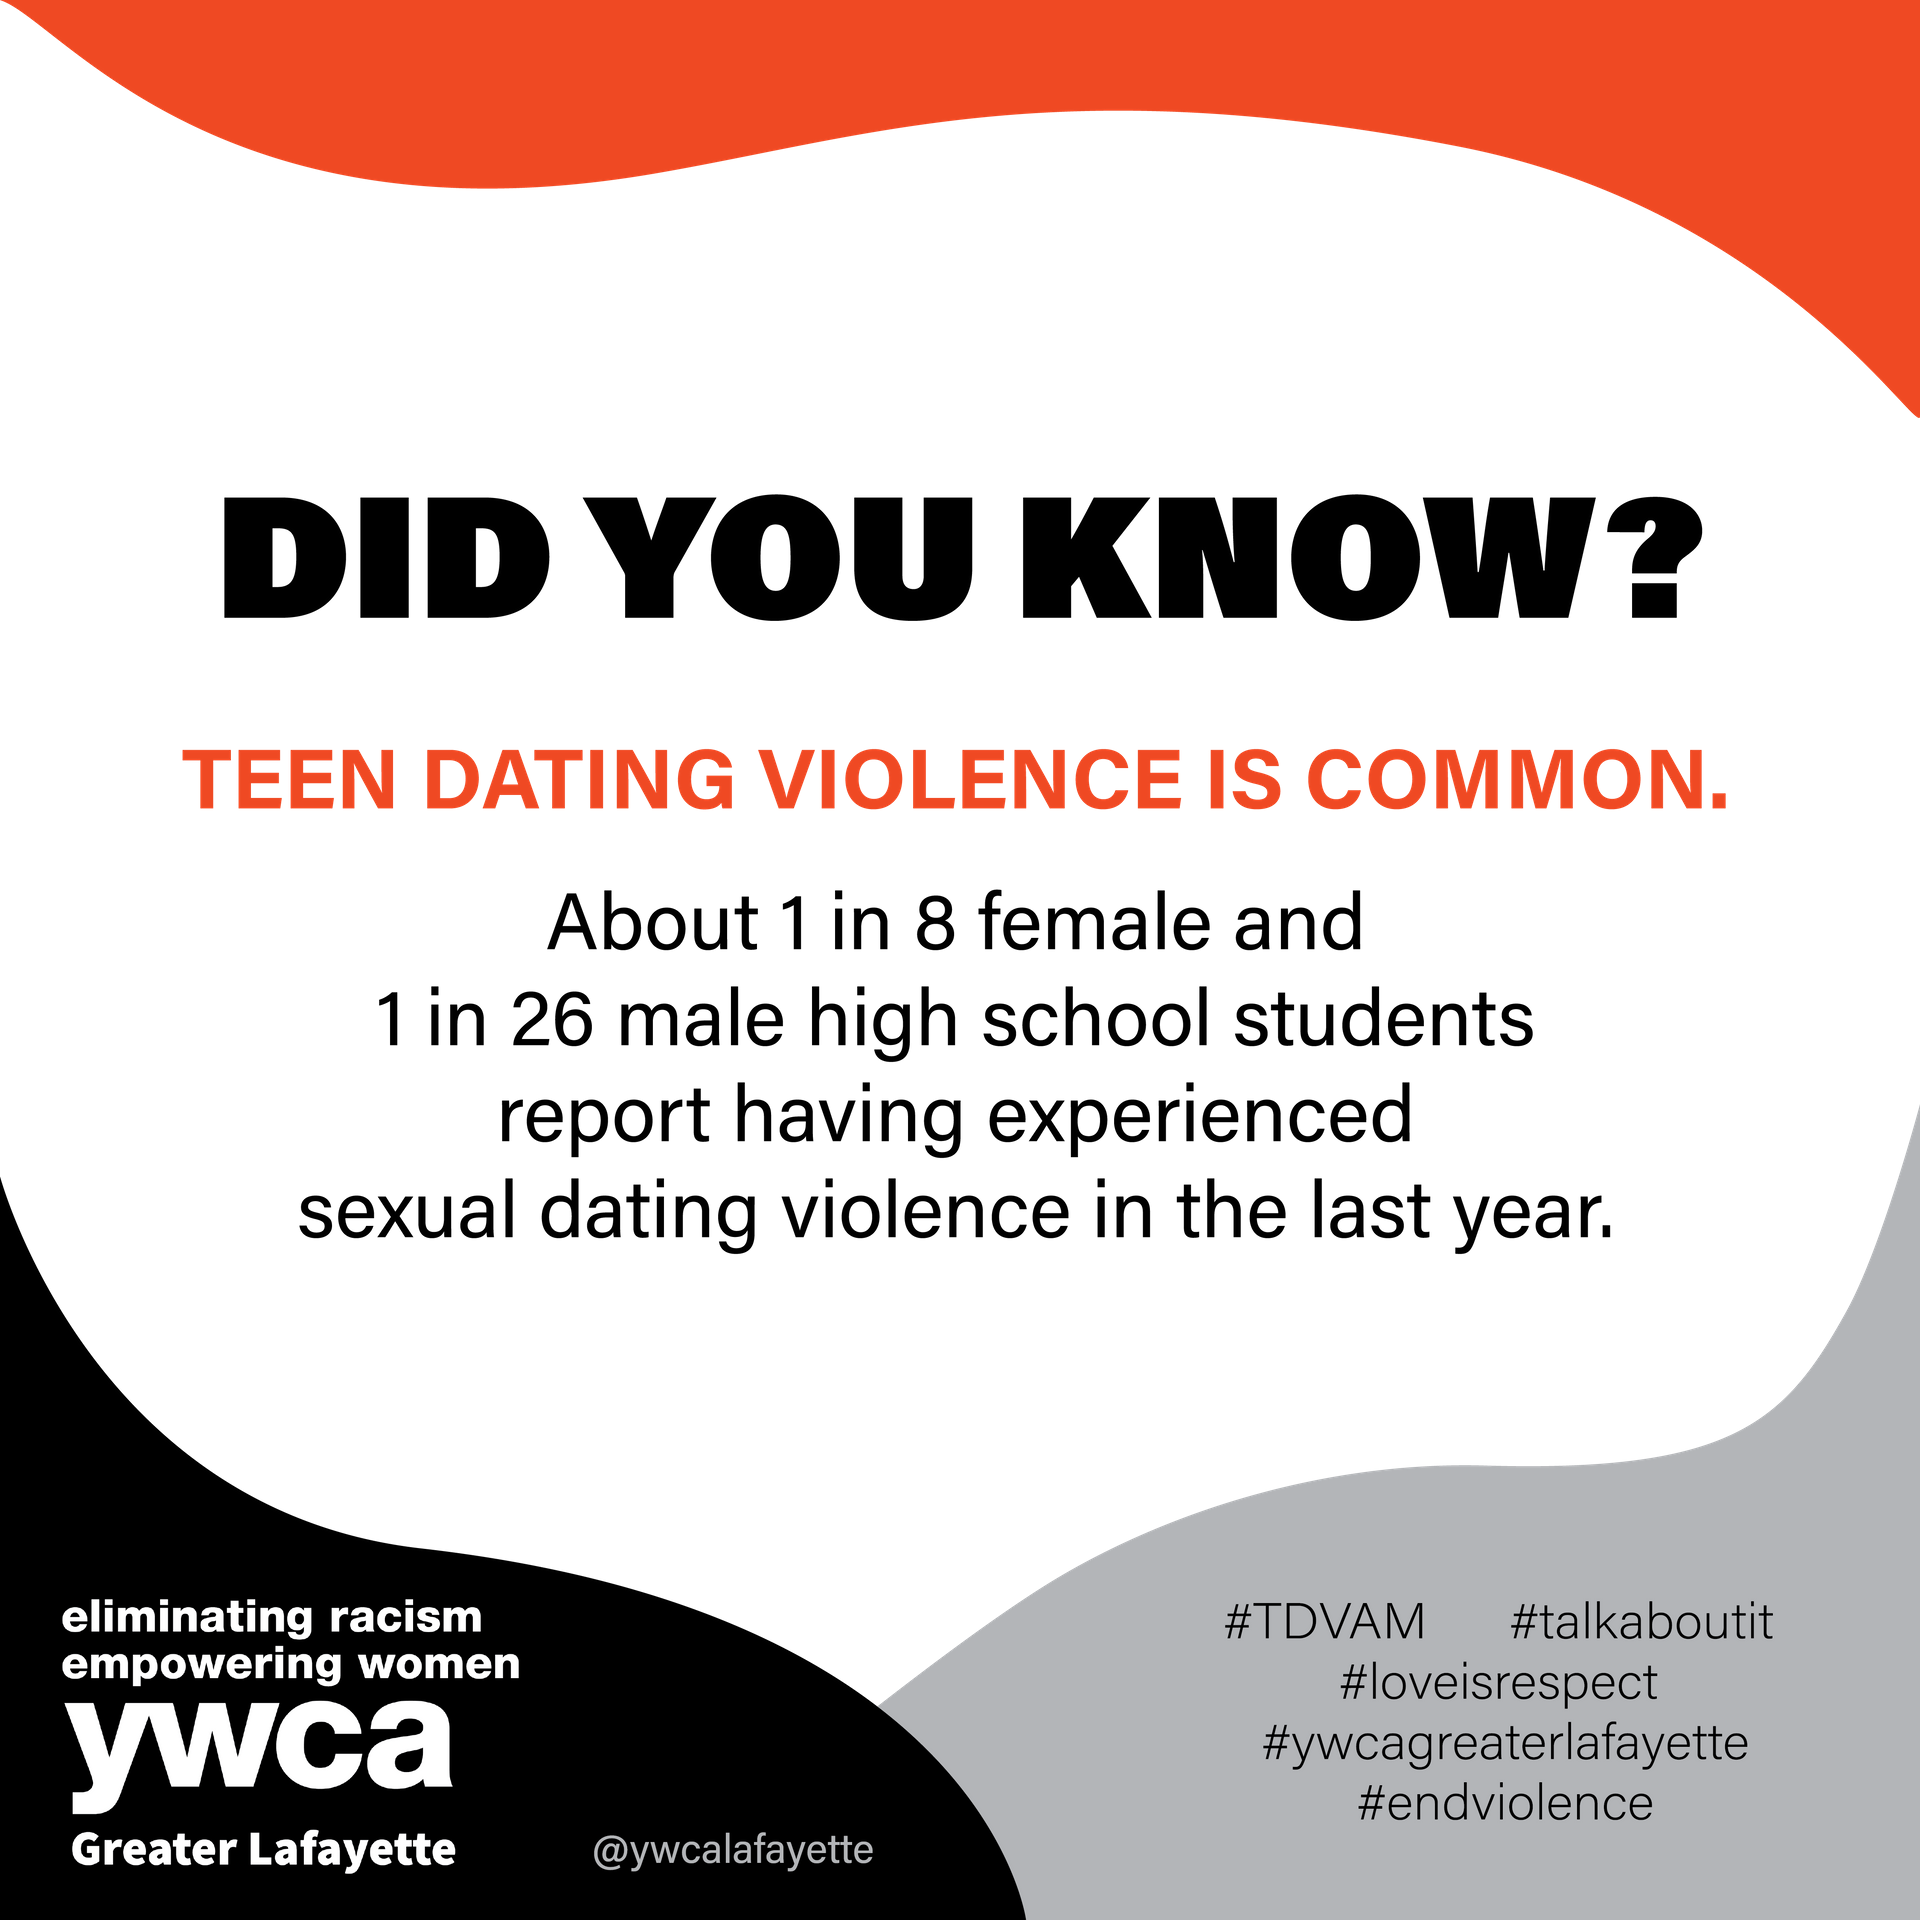 DID YOU KNOW?
TEEN DATING VIOLENCE IS COMMON.
About 1 in 8 female and
1 in 26 male high school students
report having experienced
sexual dating violence in the last year.
eliminating racism
empowering women
ywca
Greater Lafayette
@ywcalafayette
#TDVAM #talkaboutit
#loveisrespect
#ywcagreaterlafayette
#endviolence